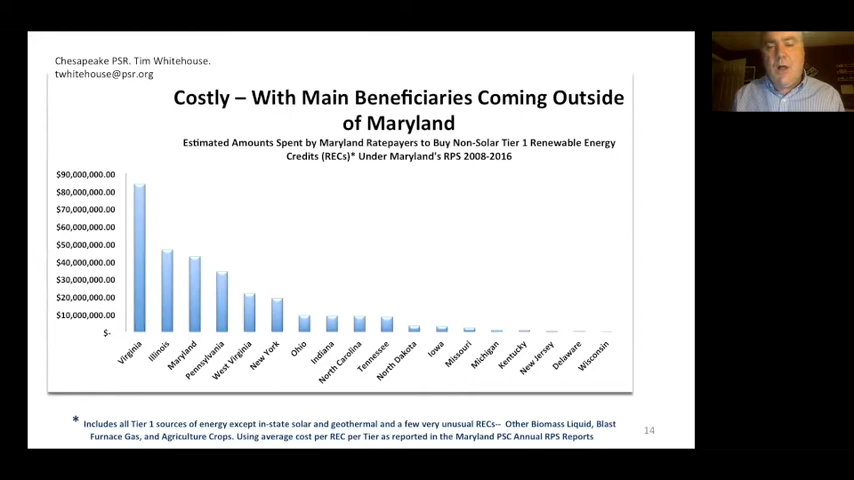 Chesapeake PSR. Tim Whitehouse.
twhitehouse@psr.org
Costly – With Main Beneficiaries Coming Outside
of Maryland
Estimated Amounts Spent by Maryland Ratepayers to Buy Non-Solar Tier 1 Renewable Energy
Credits (RECs)* Under Maryland's RPS 2008-2016
$90,000,000.00
$80,000,000.00
$70,000,000.00
$60,000,000.00
$50,000,000.00
$40,000,000.00
$30,000,000.00
$20,000,000.00
$10,000,000.00
$-
Virginia
Illinois
Maryland
Pennsylvania
West Virginia
New York
Ohio
Indiana
North Carolina
Tennessee
North Dakota
Iowa
Missouri
Michigan
Kentucky
New Jersey
Delaware
Wisconsin
* Includes all Tier 1 sources of energy except in-state solar and geothermal and a few very unusual RECs-- Other Biomass Liquid, Blast
Furnace Gas, and Agriculture Crops. Using average cost per REC per Tier as reported in the Maryland PSC Annual RPS Reports
14